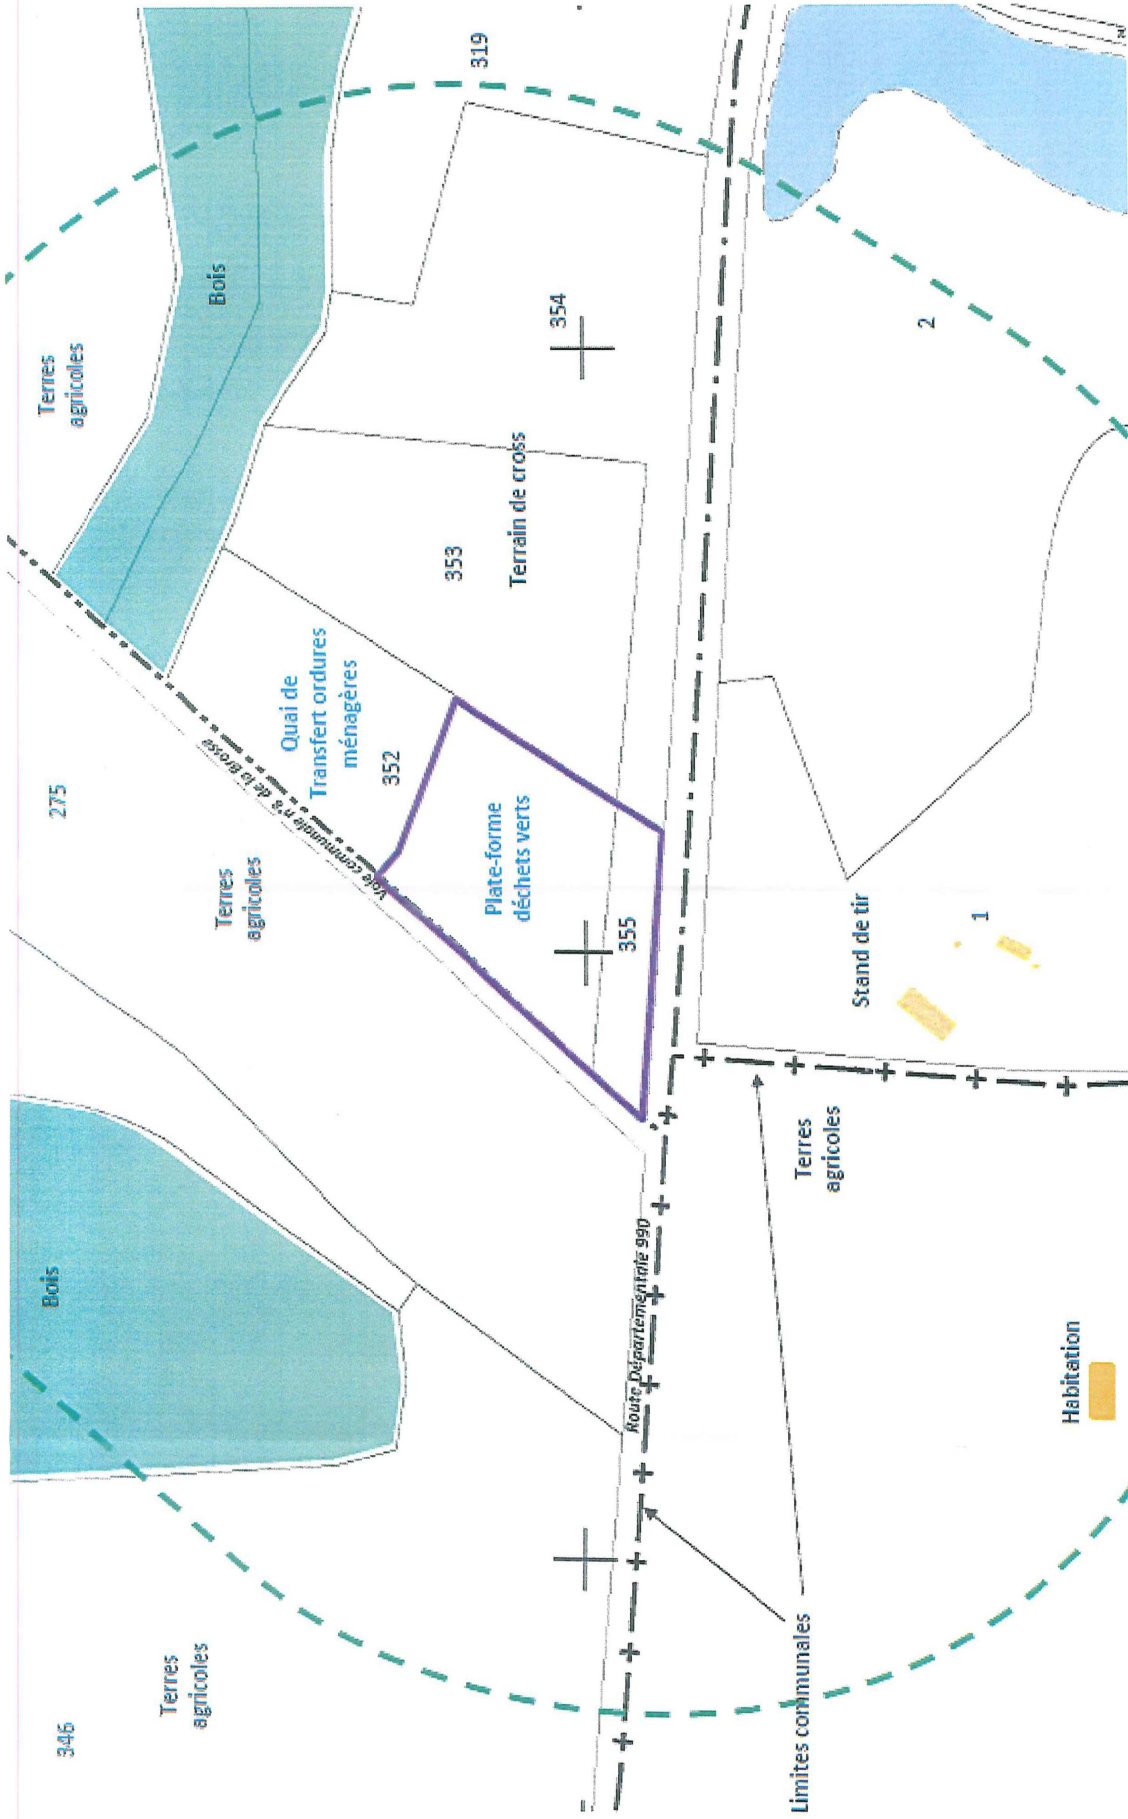 346
Bois
275
Terres
agricoles
Terres
agricoles
Bois
Terres
agricoles
Voie communale n°8 de la Brosse
Quai de
Transfert ordures
ménagères
352
353
319
Plate-forme
déchets verts
Terrain de cross
354
355
Route Départementale 990
Limites communales
Terres
agricoles
Stand de tir
2
1
Habitation